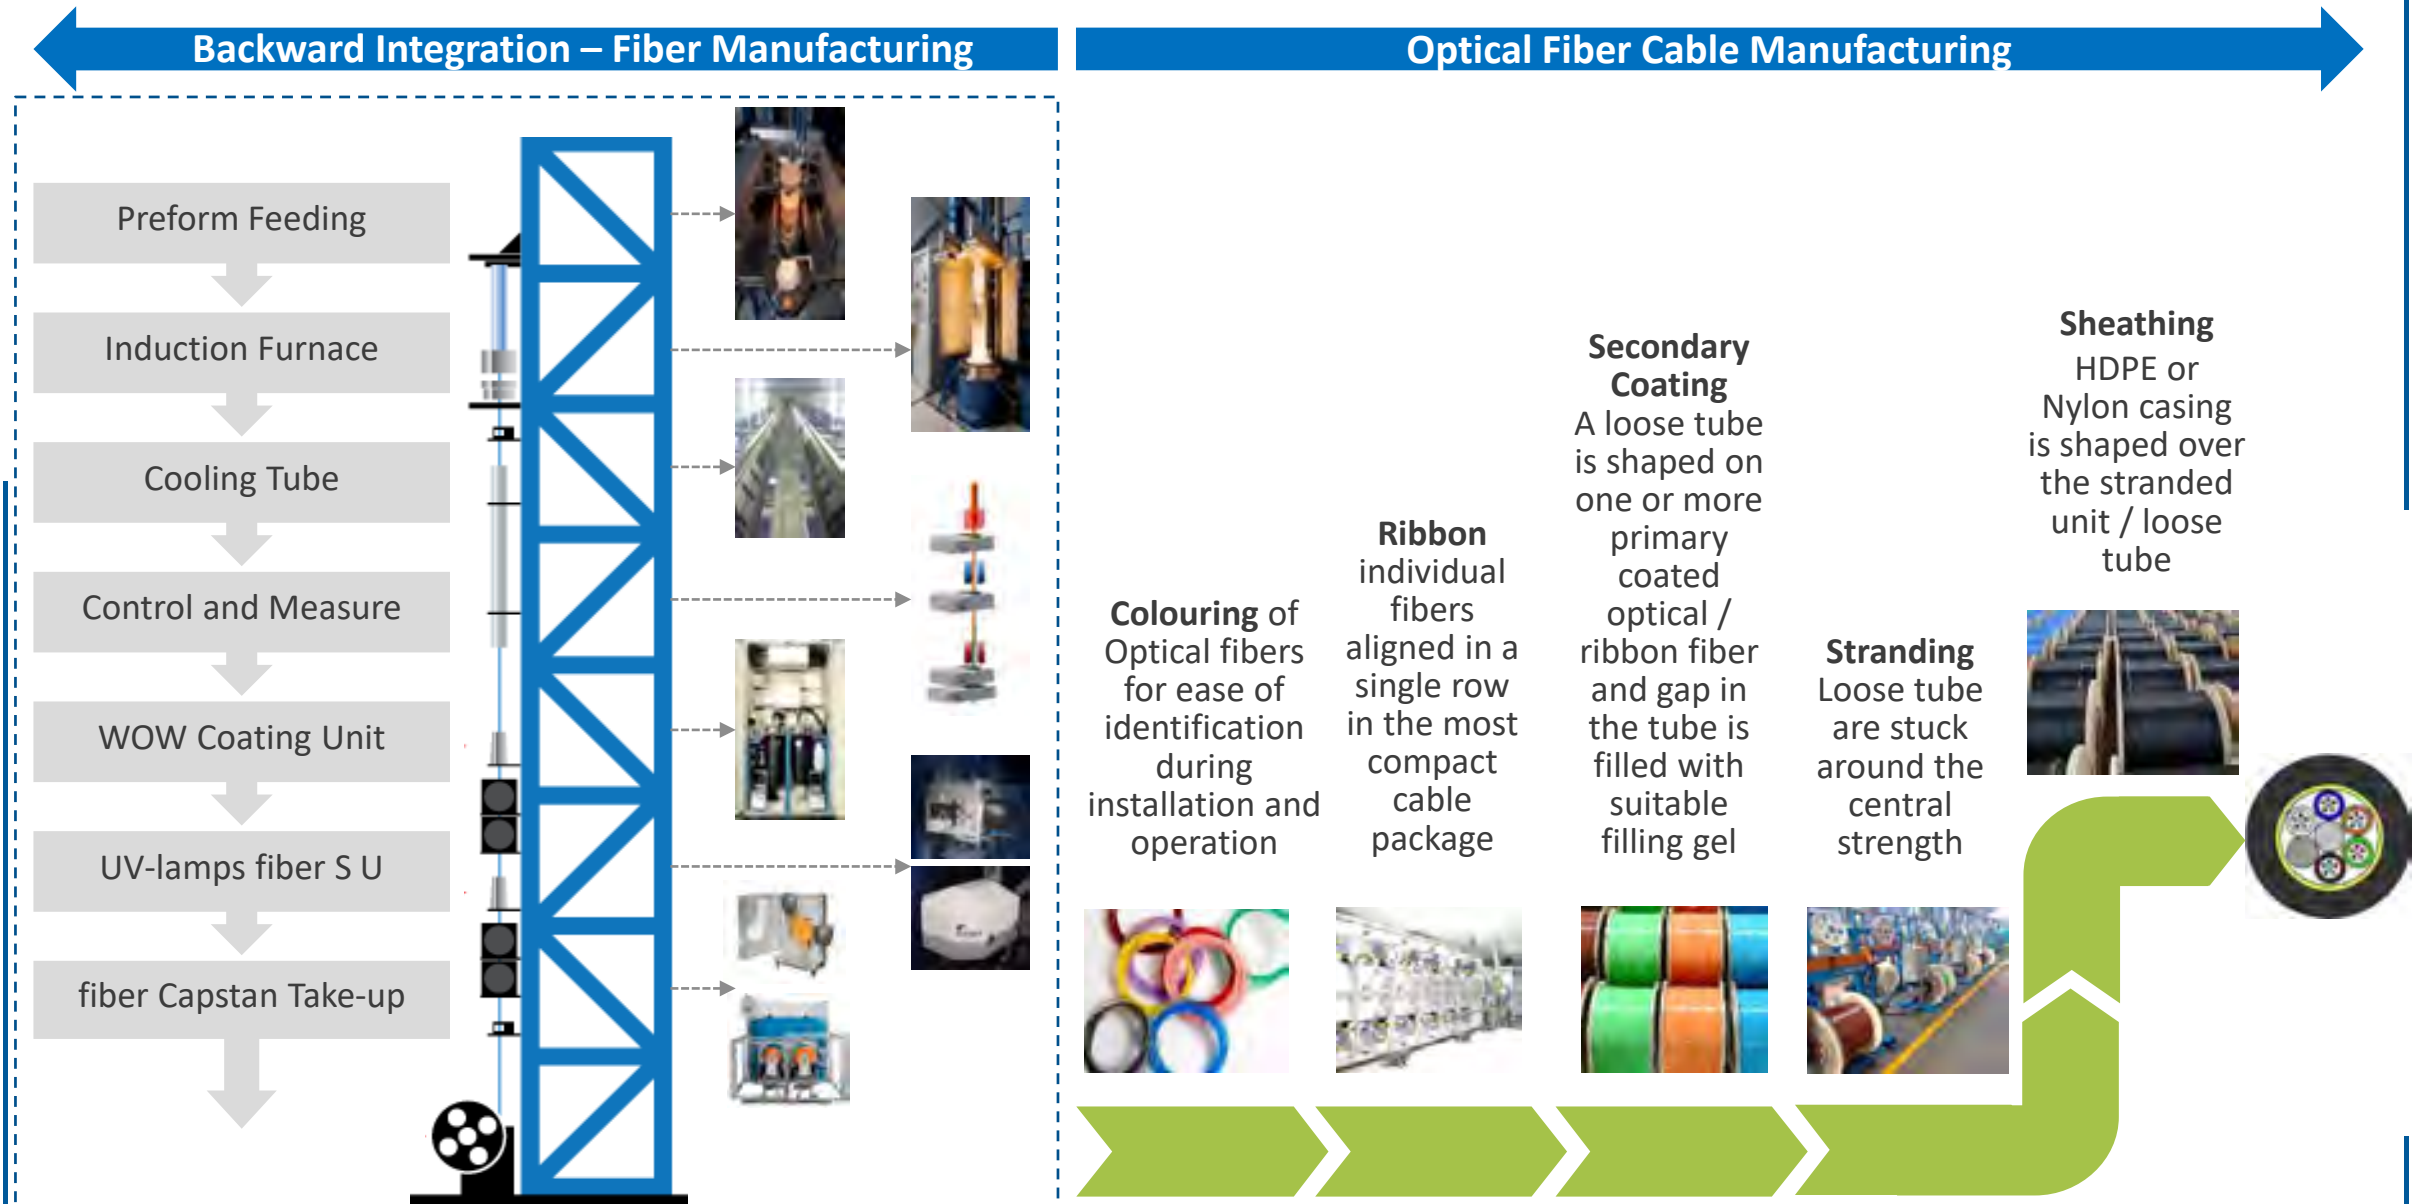 Backward Integration – Fiber Manufacturing
Optical Fiber Cable Manufacturing
Preform Feeding
Induction Furnace
Cooling Tube
Control and Measure
WOW Coating Unit
UV-lamps fiber S U
fiber Capstan Take-up
Colouring of
Optical fibers
for ease of
identification
during
installation and
operation
Ribbon
individual
fibers
aligned in a
single row
in the most
compact
cable
package
Secondary
Coating
A loose tube
is shaped on
one or more
primary
coated
optical /
ribbon fiber
and gap in
the tube is
filled with
suitable
filling gel
Stranding
Loose tube
are stuck
around the
central
strength
Sheathing
HDPE or
Nylon casing
is shaped over
the stranded
unit / loose
tube